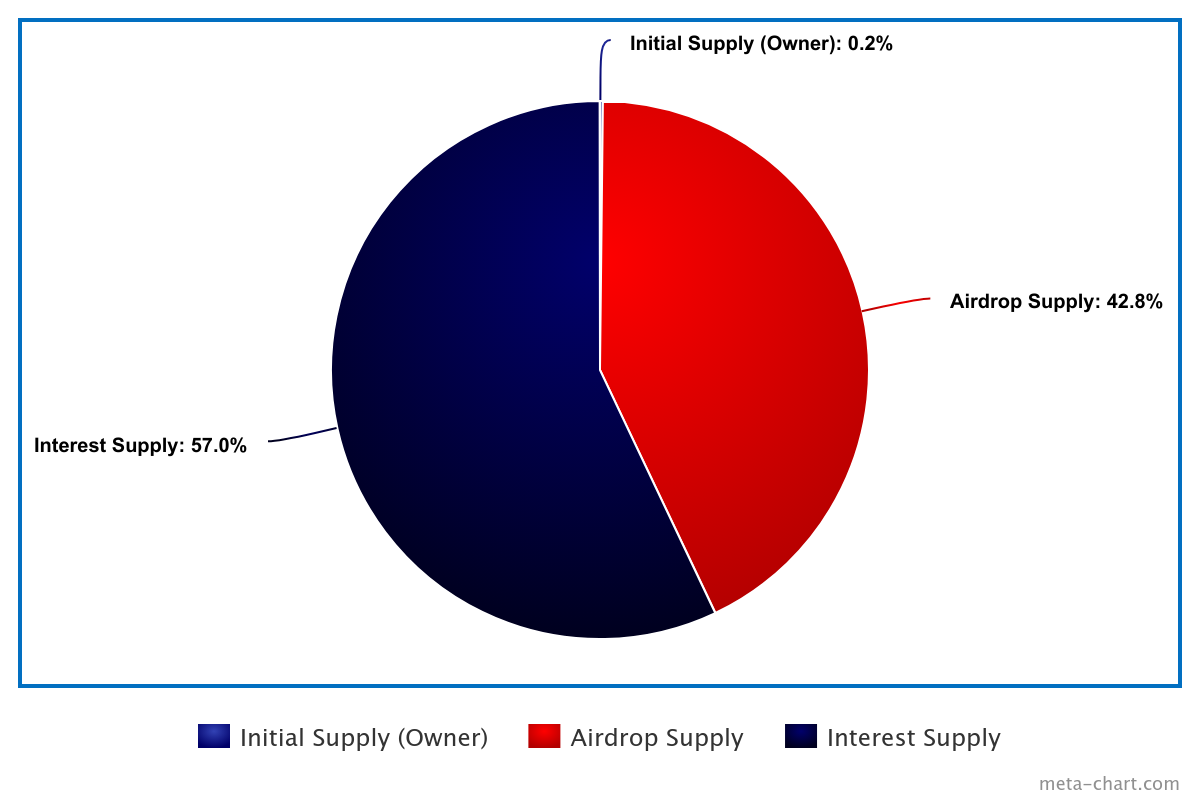 Initial Supply (Owner): 0.2%
Airdrop Supply: 42.8%
Interest Supply: 57.0%
Initial Supply (Owner)
Airdrop Supply
Interest Supply
meta-chart.com